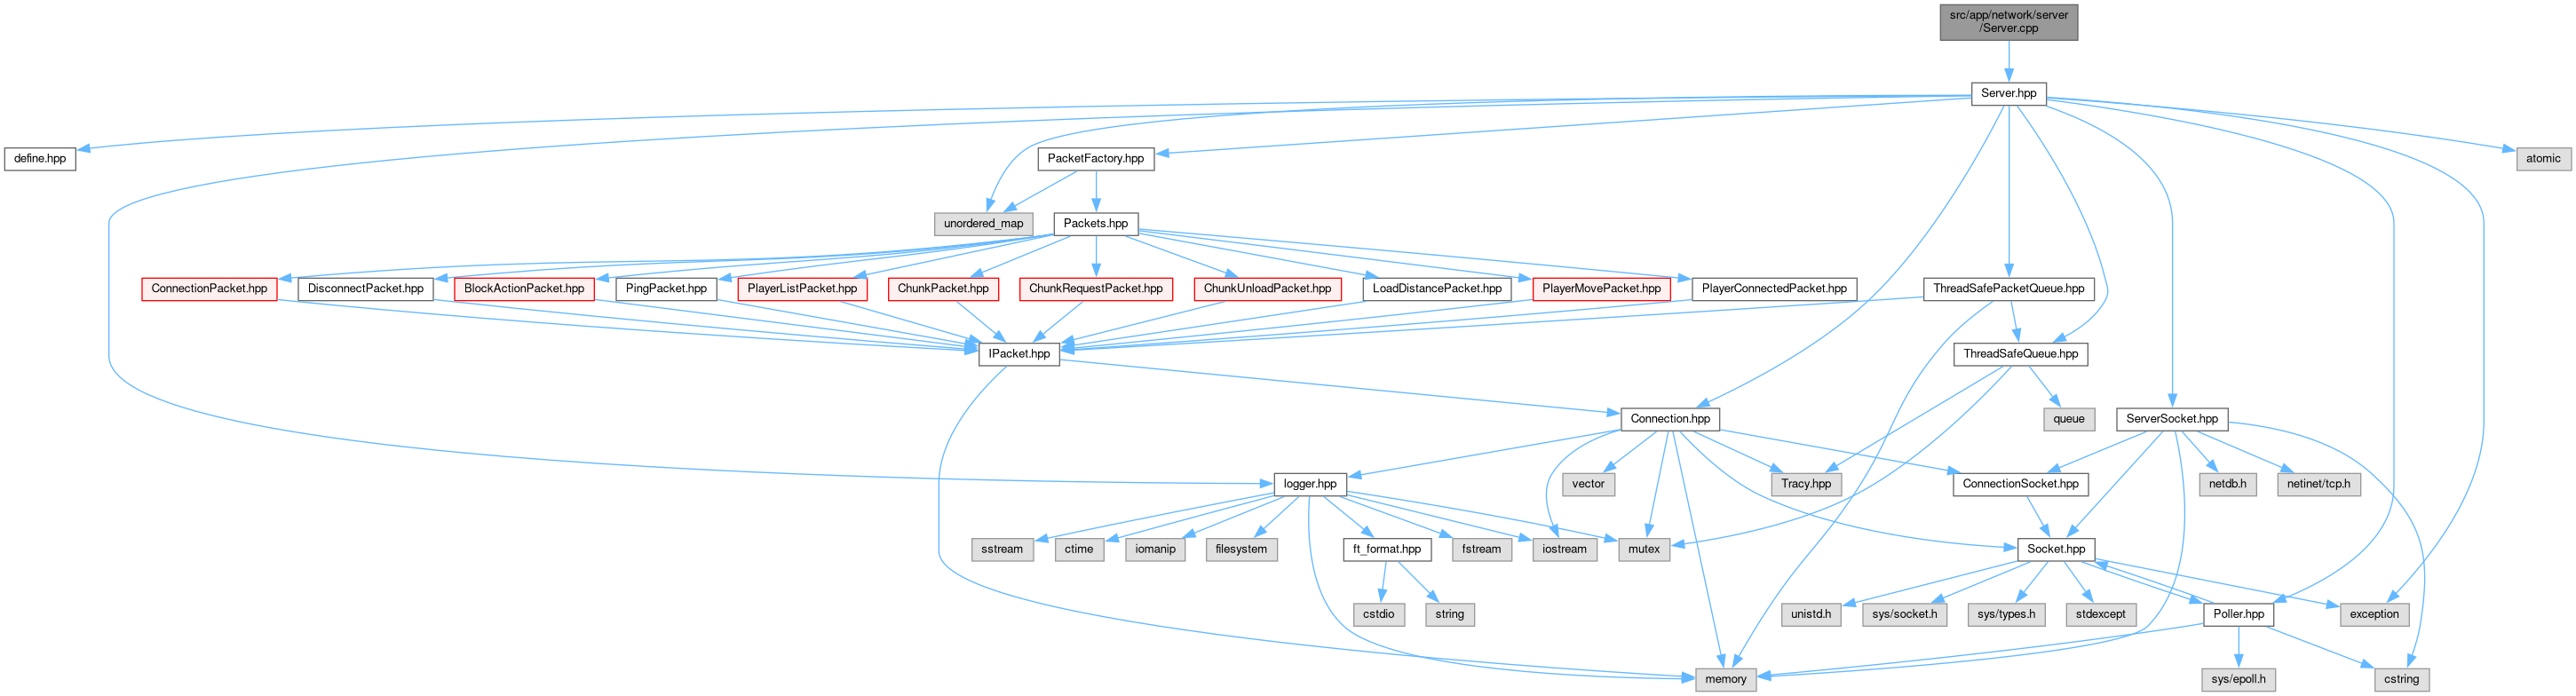 src/app/network/server
/Server.cpp
Server.hpp
define.hpp
PacketFactory.hpp
atomic
unordered_map
Packets.hpp
ConnectionPacket.hpp
DisconnectPacket.hpp
BlockActionPacket.hpp
PingPacket.hpp
PlayerListPacket.hpp
ChunkPacket.hpp
ChunkRequestPacket.hpp
ChunkUnloadPacket.hpp
LoadDistancePacket.hpp
PlayerMovePacket.hpp
PlayerConnectedPacket.hpp
ThreadSafePacketQueue.hpp
IPacket.hpp
ThreadSafeQueue.hpp
Connection.hpp
queue
ServerSocket.hpp
logger.hpp
vector
Tracy.hpp
ConnectionSocket.hpp
netdb.h
netinet/tcp.h
sstream
ctime
iomanip
filesystem
ft_format.hpp
fstream
iostream
mutex
Socket.hpp
cstdio
string
unistd.h
sys/socket.h
sys/types.h
stdexcept
Poller.hpp
exception
memory
sys/epoll.h
cstring